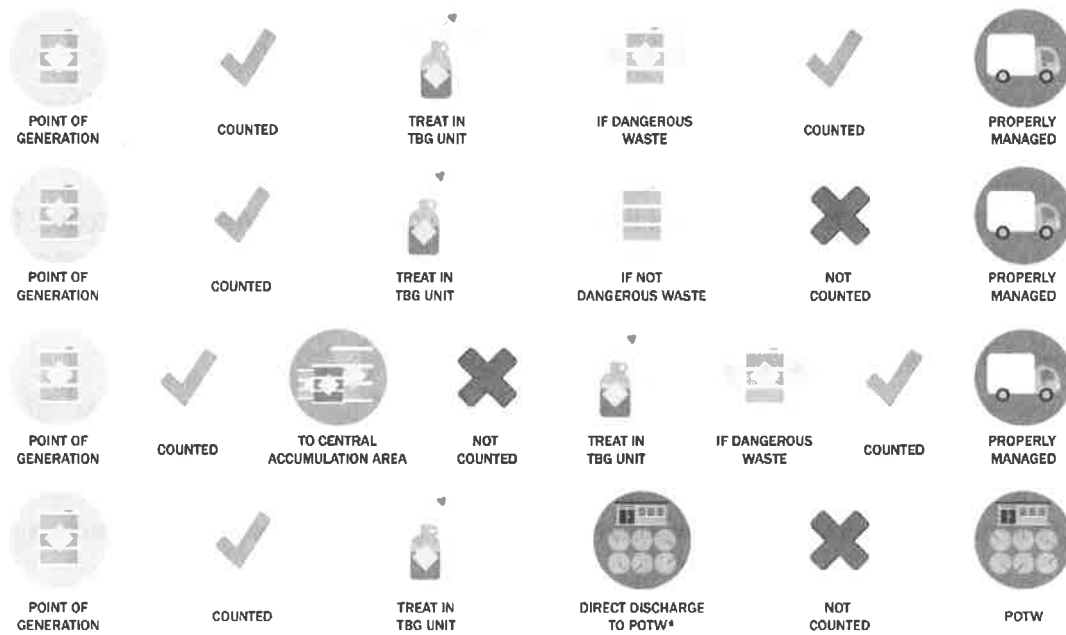 POINT OF
GENERATION
COUNTED
TREAT IN
TBG UNIT
IF DANGEROUS
WASTE
COUNTED
PROPERLY
MANAGED
POINT OF
GENERATION
COUNTED
TREAT IN
TBG UNIT
IF NOT
DANGEROUS WASTE
NOT
COUNTED
PROPERLY
MANAGED
POINT OF
GENERATION
COUNTED
TO CENTRAL
ACCUMULATION AREA
NOT
COUNTED
TREAT IN
TBG UNIT
IF DANGEROUS
WASTE
COUNTED
PROPERLY
MANAGED
POINT OF
GENERATION
COUNTED
TREAT IN
TBG UNIT
DIRECT DISCHARGE
TO POTW*
NOT
COUNTED
POTW